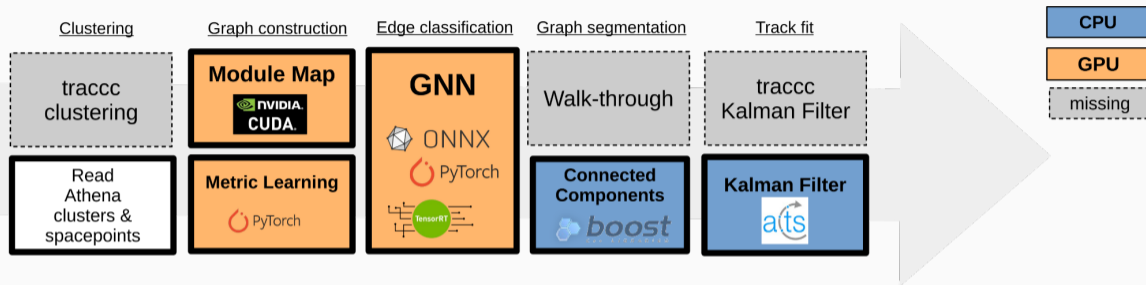 Clustering
Graph construction
Edge classification
Graph segmentation
Track fit
CPU
GPU
missing
traccc
clustering
Module Map
NVIDIA.
CUDA.
GNN
ONNX
PyTorch
TensorRT
Walk-through
traccc
Kalman Filter
Read
Athena
clusters &
spacepoints
Metric Learning
PyTorch
Connected
Components
boost
Kalman Filter
acts